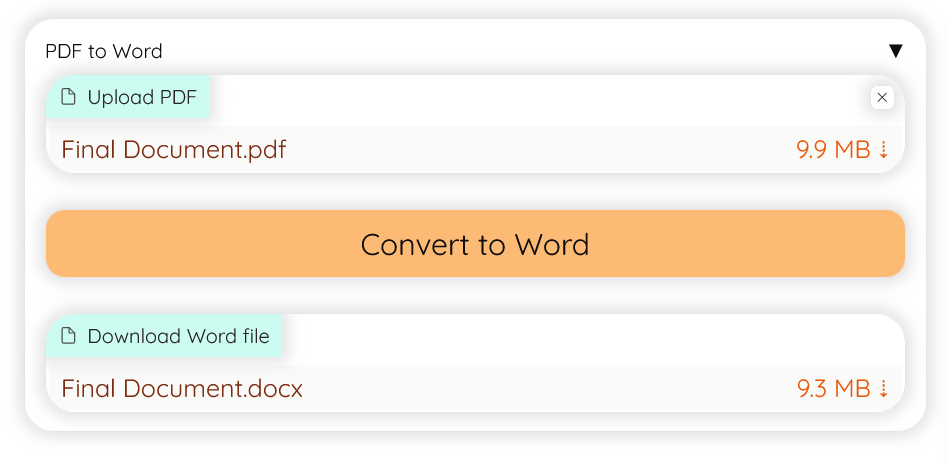 PDF to Word ▼
Upload PDF ×
Final Document.pdf 9.9 MB ⇣
Convert to Word
Download Word file
Final Document.docx 9.3 MB ⇣